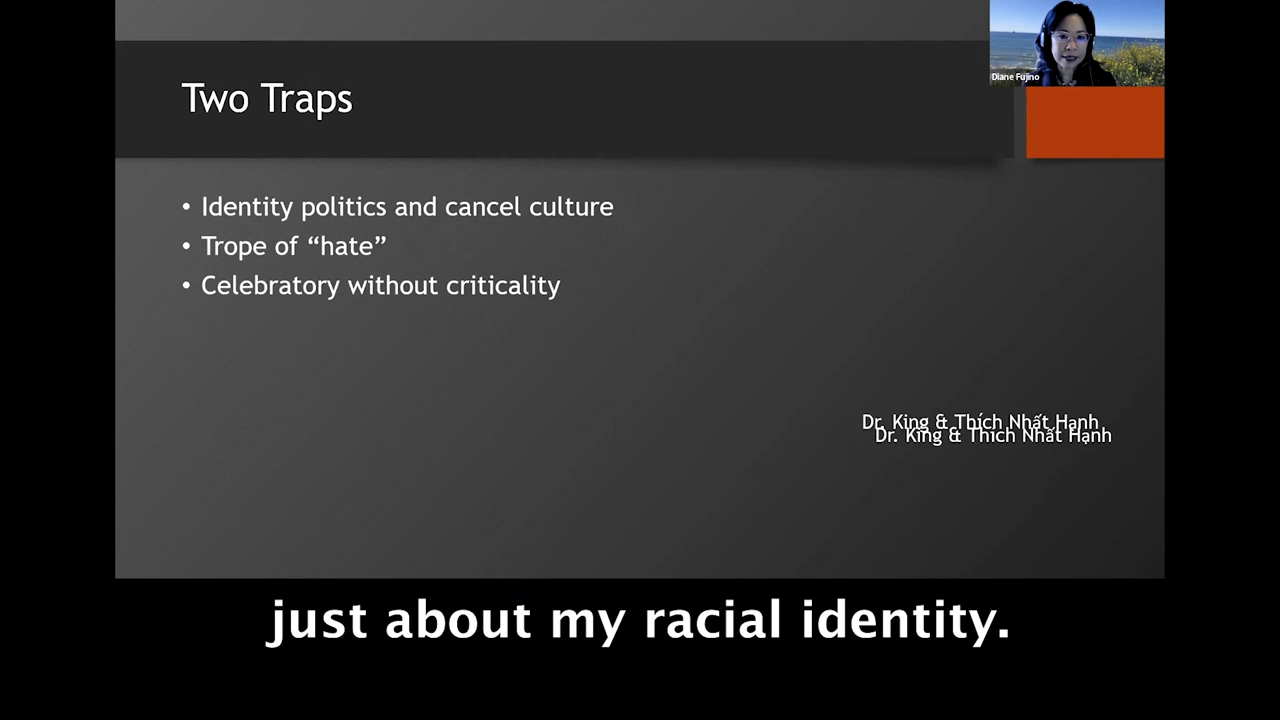 Diane Fujino
Two Traps
• Identity politics and cancel culture
• Trope of “hate”
• Celebratory without criticality
Dr. King & Thích Nhất Hạnh
Dr. King & Thích Nhất Hạnh
just about my racial identity.